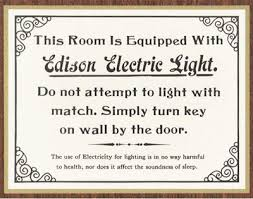 This Room Is Equipped With
Edison Electric Light.
Do not attempt to light with
match. Simply turn key
on wall by the door.
The use of Electricity for lighting is in no way harmful
to health, nor does it affect the soundness of sleep.